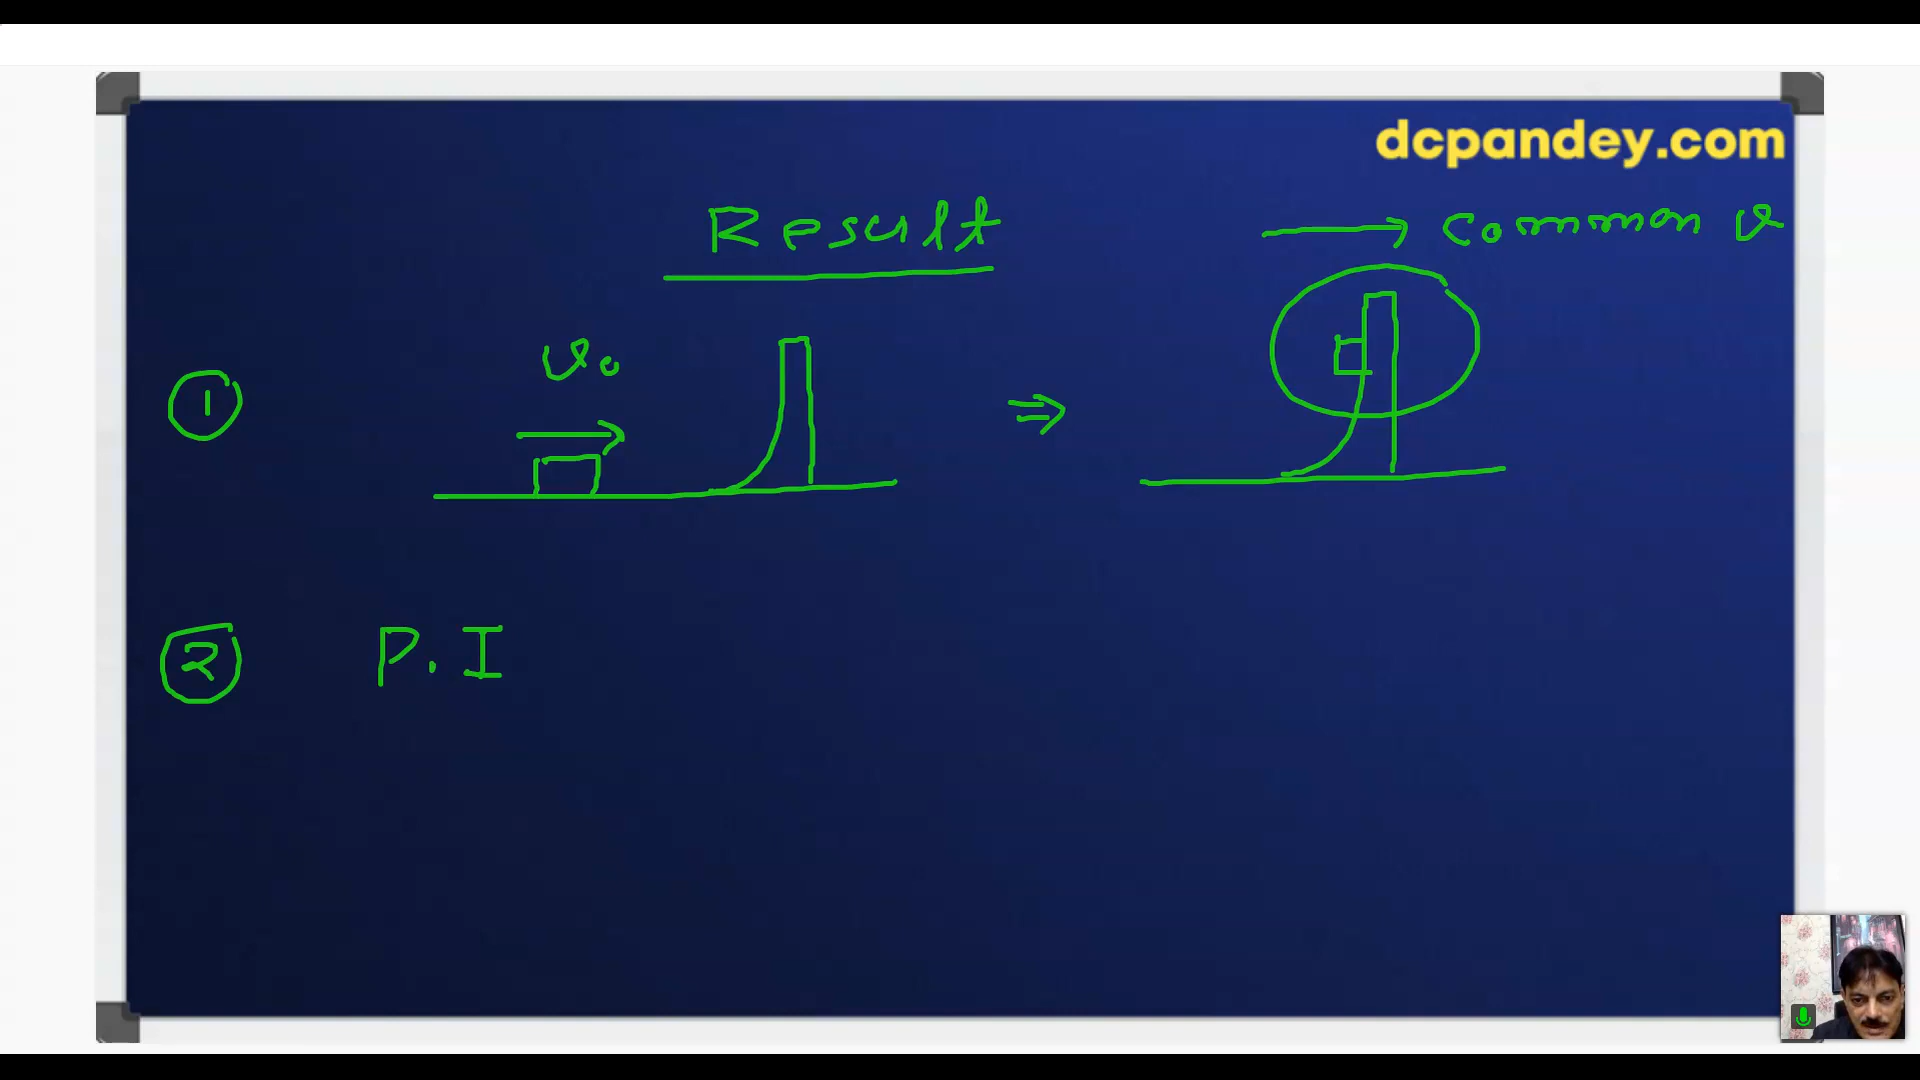 dcpandey.com
Result
→ common v
①
v₀
⇒
② P.I